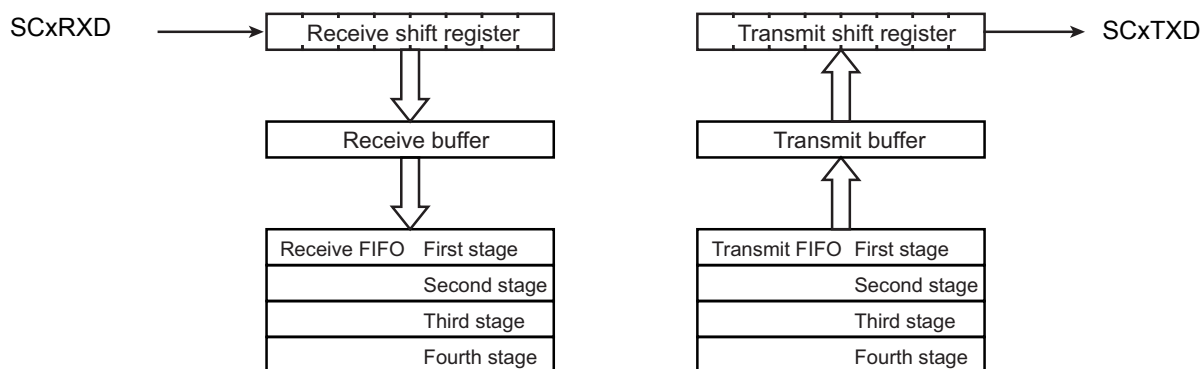 SCxRXD
Receive shift register
Receive buffer
Receive FIFO First stage
Second stage
Third stage
Fourth stage
Transmit shift register
SCxTXD
Transmit buffer
Transmit FIFO First stage
Second stage
Third stage
Fourth stage